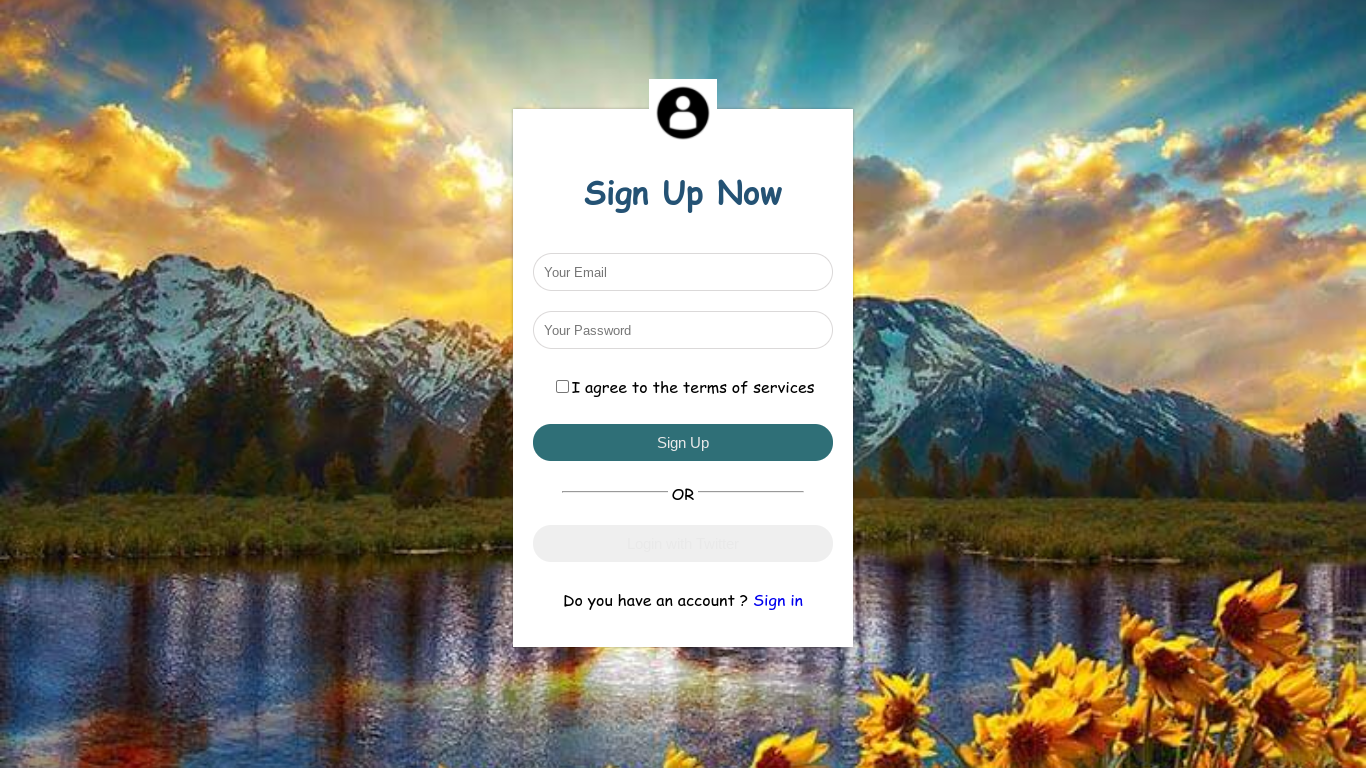 Sign Up Now
Your Email
Your Password
I agree to the terms of services
Sign Up
OR
Login with Twitter
Do you have an account ? Sign in